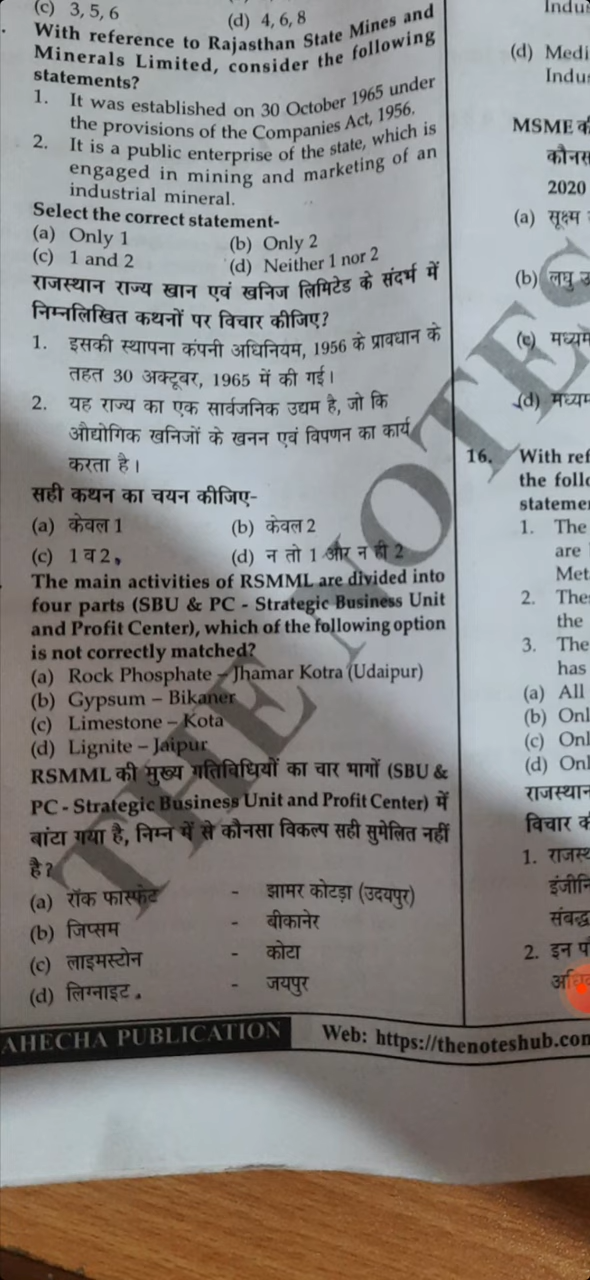 (c) 3, 5, 6
(d) 4, 6, 8
With reference to Rajasthan State Mines and
Minerals Limited, consider the following
statements?
1. It was established on 30 October 1965 under
the provisions of the Companies Act, 1956.
2. It is a public enterprise of the state, which is
engaged in mining and marketing of an
industrial mineral.
Select the correct statement-
(a) Only 1
(b) Only 2
(c) 1 and 2
(d) Neither 1 nor 2
राजस्थान राज्य खान एवं खनिज लिमिटेड के संदर्भ में
निम्नलिखित कथनों पर विचार कीजिए?
1. इसकी स्थापना कंपनी अधिनियम, 1956 के प्रावधान के
तहत 30 अक्टूबर, 1965 में की गई।
2. यह राज्य का एक सार्वजनिक उद्यम है, जो कि
औद्योगिक खनिजों के खनन एवं विपणन का कार्य
करता है।
सही कथन का चयन कीजिए-
(a) केवल 1
(b) केवल 2
(c) 1 व 2
(d) न तो 1 और न ही 2
The main activities of RSMML are divided into
four parts (SBU & PC - Strategic Business Unit
and Profit Center), which of the following option
is not correctly matched?
(a) Rock Phosphate – Jhamar Kotra (Udaipur)
(b) Gypsum – Bikaner
(c) Limestone – Kota
(d) Lignite – Jaipur
RSMML की मुख्य गतिविधियों का चार भागों (SBU &
PC - Strategic Business Unit and Profit Center) में
बांटा गया है, निम्न में से कौनसा विकल्प सही सुमेलित नहीं
है?
(a) रॉक फास्फेट - झामर कोटड़ा (उदयपुर)
(b) जिप्सम - बीकानेर
(c) लाइमस्टोन - कोटा
(d) लिग्नाइट - जयपुर
THE NOTES
AHECHA PUBLICATION
Web: https://thenoteshub.com
Indu
(d) Medi
Indu
MSME
2020
(a) सूक्ष्म
(b) लघु
(c) मध्यम
(d) मध्यम
16. With ref
the follo
stateme
1. The
are
Met
2. The
the
3. The
has
(a) All
(b) Onl
(c) Onl
(d) Onl
राजस्थान
विचार
1. राजस्
इंजीनि
संबद्ध
2. इन